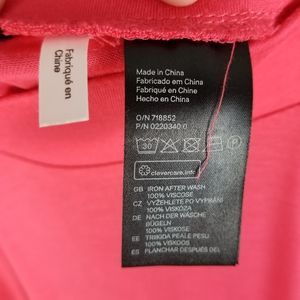 Fabriqué en
Chine
Made in China
Fabricado em China
Fabriqué en Chine
Hecho en China
O/N 718852
P/N 0220340
30
clevercare.info
GB IRON AFTER WASH
100% VISCOSE
CZ VYŽEHLETE PO VYPRÁNÍ
100% VISKÓZA
DE NACH DER WÄSCHE
BÜGELN
100% VISKOSE
EE TRIIKIDA PEALE PESU
100% VISKOOS
ES PLANCHAR DESPUÉS DEL